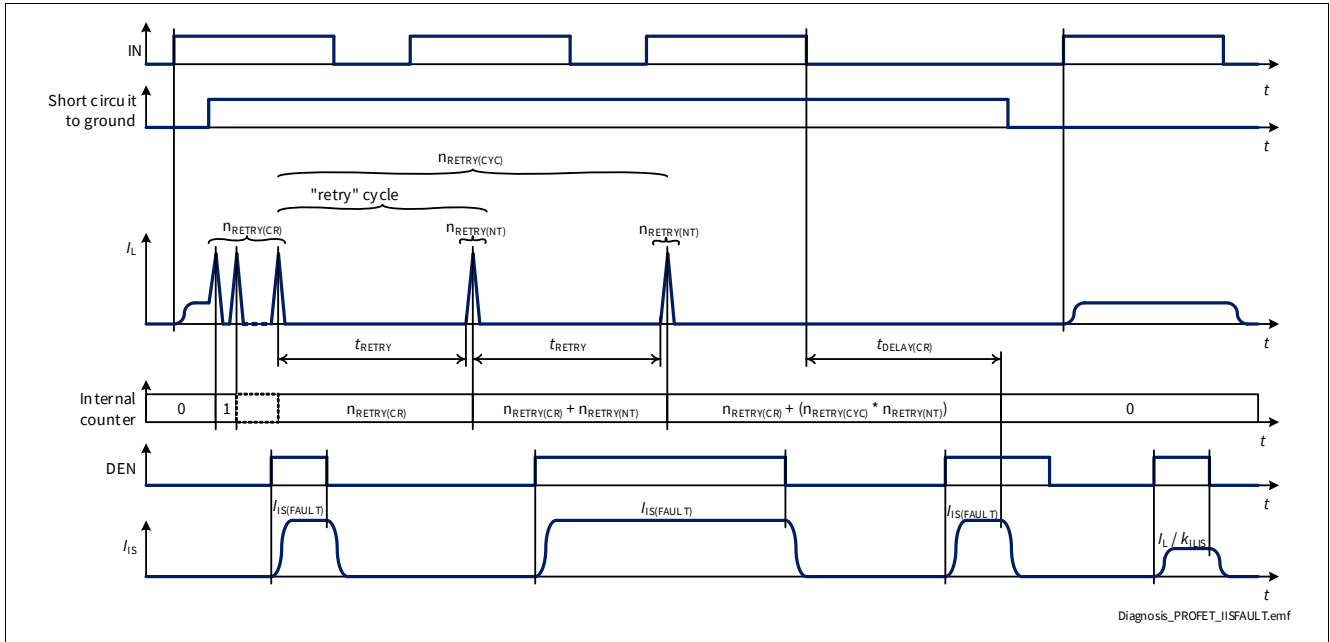 IN
t
Short circuit
to ground
t
nRETRY(CYC)
"retry" cycle
nRETRY(CR)
nRETRY(NT)
nRETRY(NT)
IL
t
tRETRY
tRETRY
tDELAY(CR)
Internal
counter
0
1
nRETRY(CR)
nRETRY(CR) + nRETRY(NT)
nRETRY(CR) + (nRETRY(CYC) * nRETRY(NT))
0
t
DEN
t
IIS(FAULT)
IIS(FAULT)
IIS(FAULT)
IL / kILIS
IIS
t
Diagnosis_PROFET_IISFAULT.emf